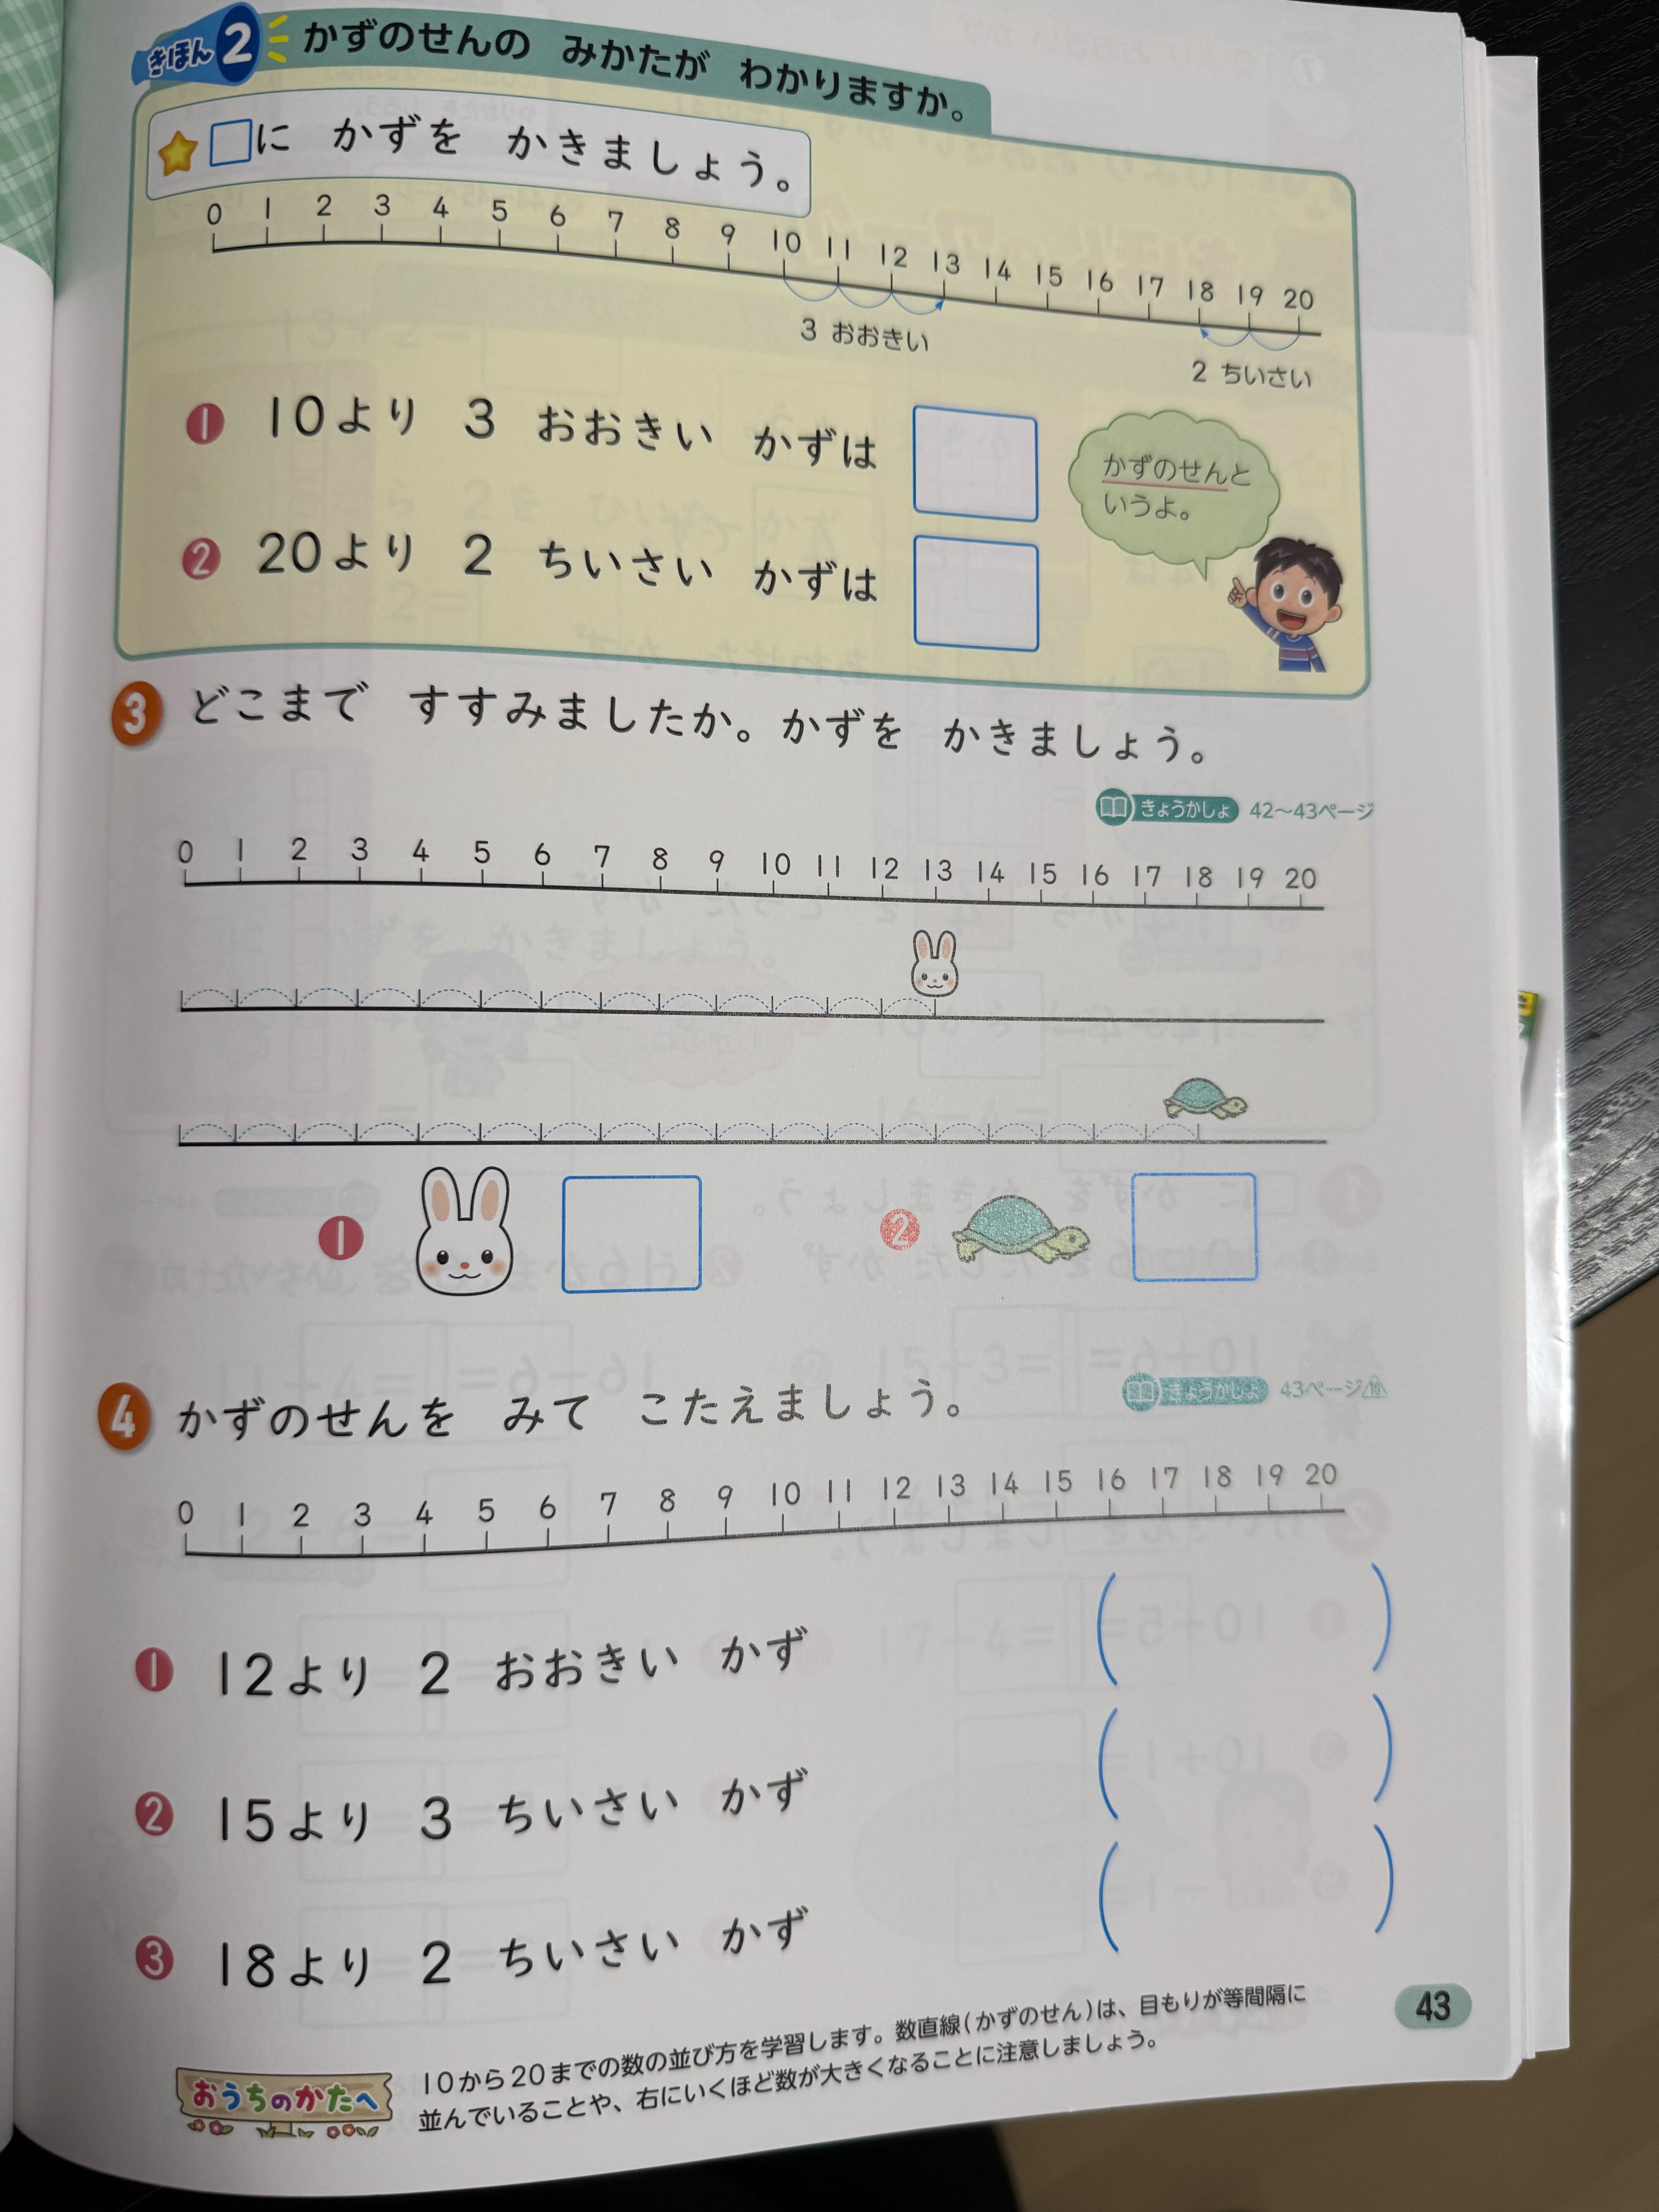 きほん 2 かずのせんの みかたが わかりますか。
□に かずを かきましょう。
0 1 2 3 4 5 6 7 8 9 10 11 12 13 14 15 16 17 18 19 20
3 おおきい
2 ちいさい
1 10より 3 おおきい かずは
2 20より 2 ちいさい かずは
かずのせんと
いうよ。
3 どこまで すすみましたか。かずを かきましょう。
きょうかしょ 42〜43ページ
0 1 2 3 4 5 6 7 8 9 10 11 12 13 14 15 16 17 18 19 20
1
2
4 かずのせんを みて こたえましょう。
きょうかしょ 43ページ
0 1 2 3 4 5 6 7 8 9 10 11 12 13 14 15 16 17 18 19 20
1 12より 2 おおきい かず ( )
2 15より 3 ちいさい かず ( )
3 18より 2 ちいさい かず ( )
おうちのかたへ
10から20までの数の並び方を学習します。数直線(かずのせん)は、目もりが等間隔に
並んでいることや、右にいくほど数が大きくなることに注意しましょう。
43